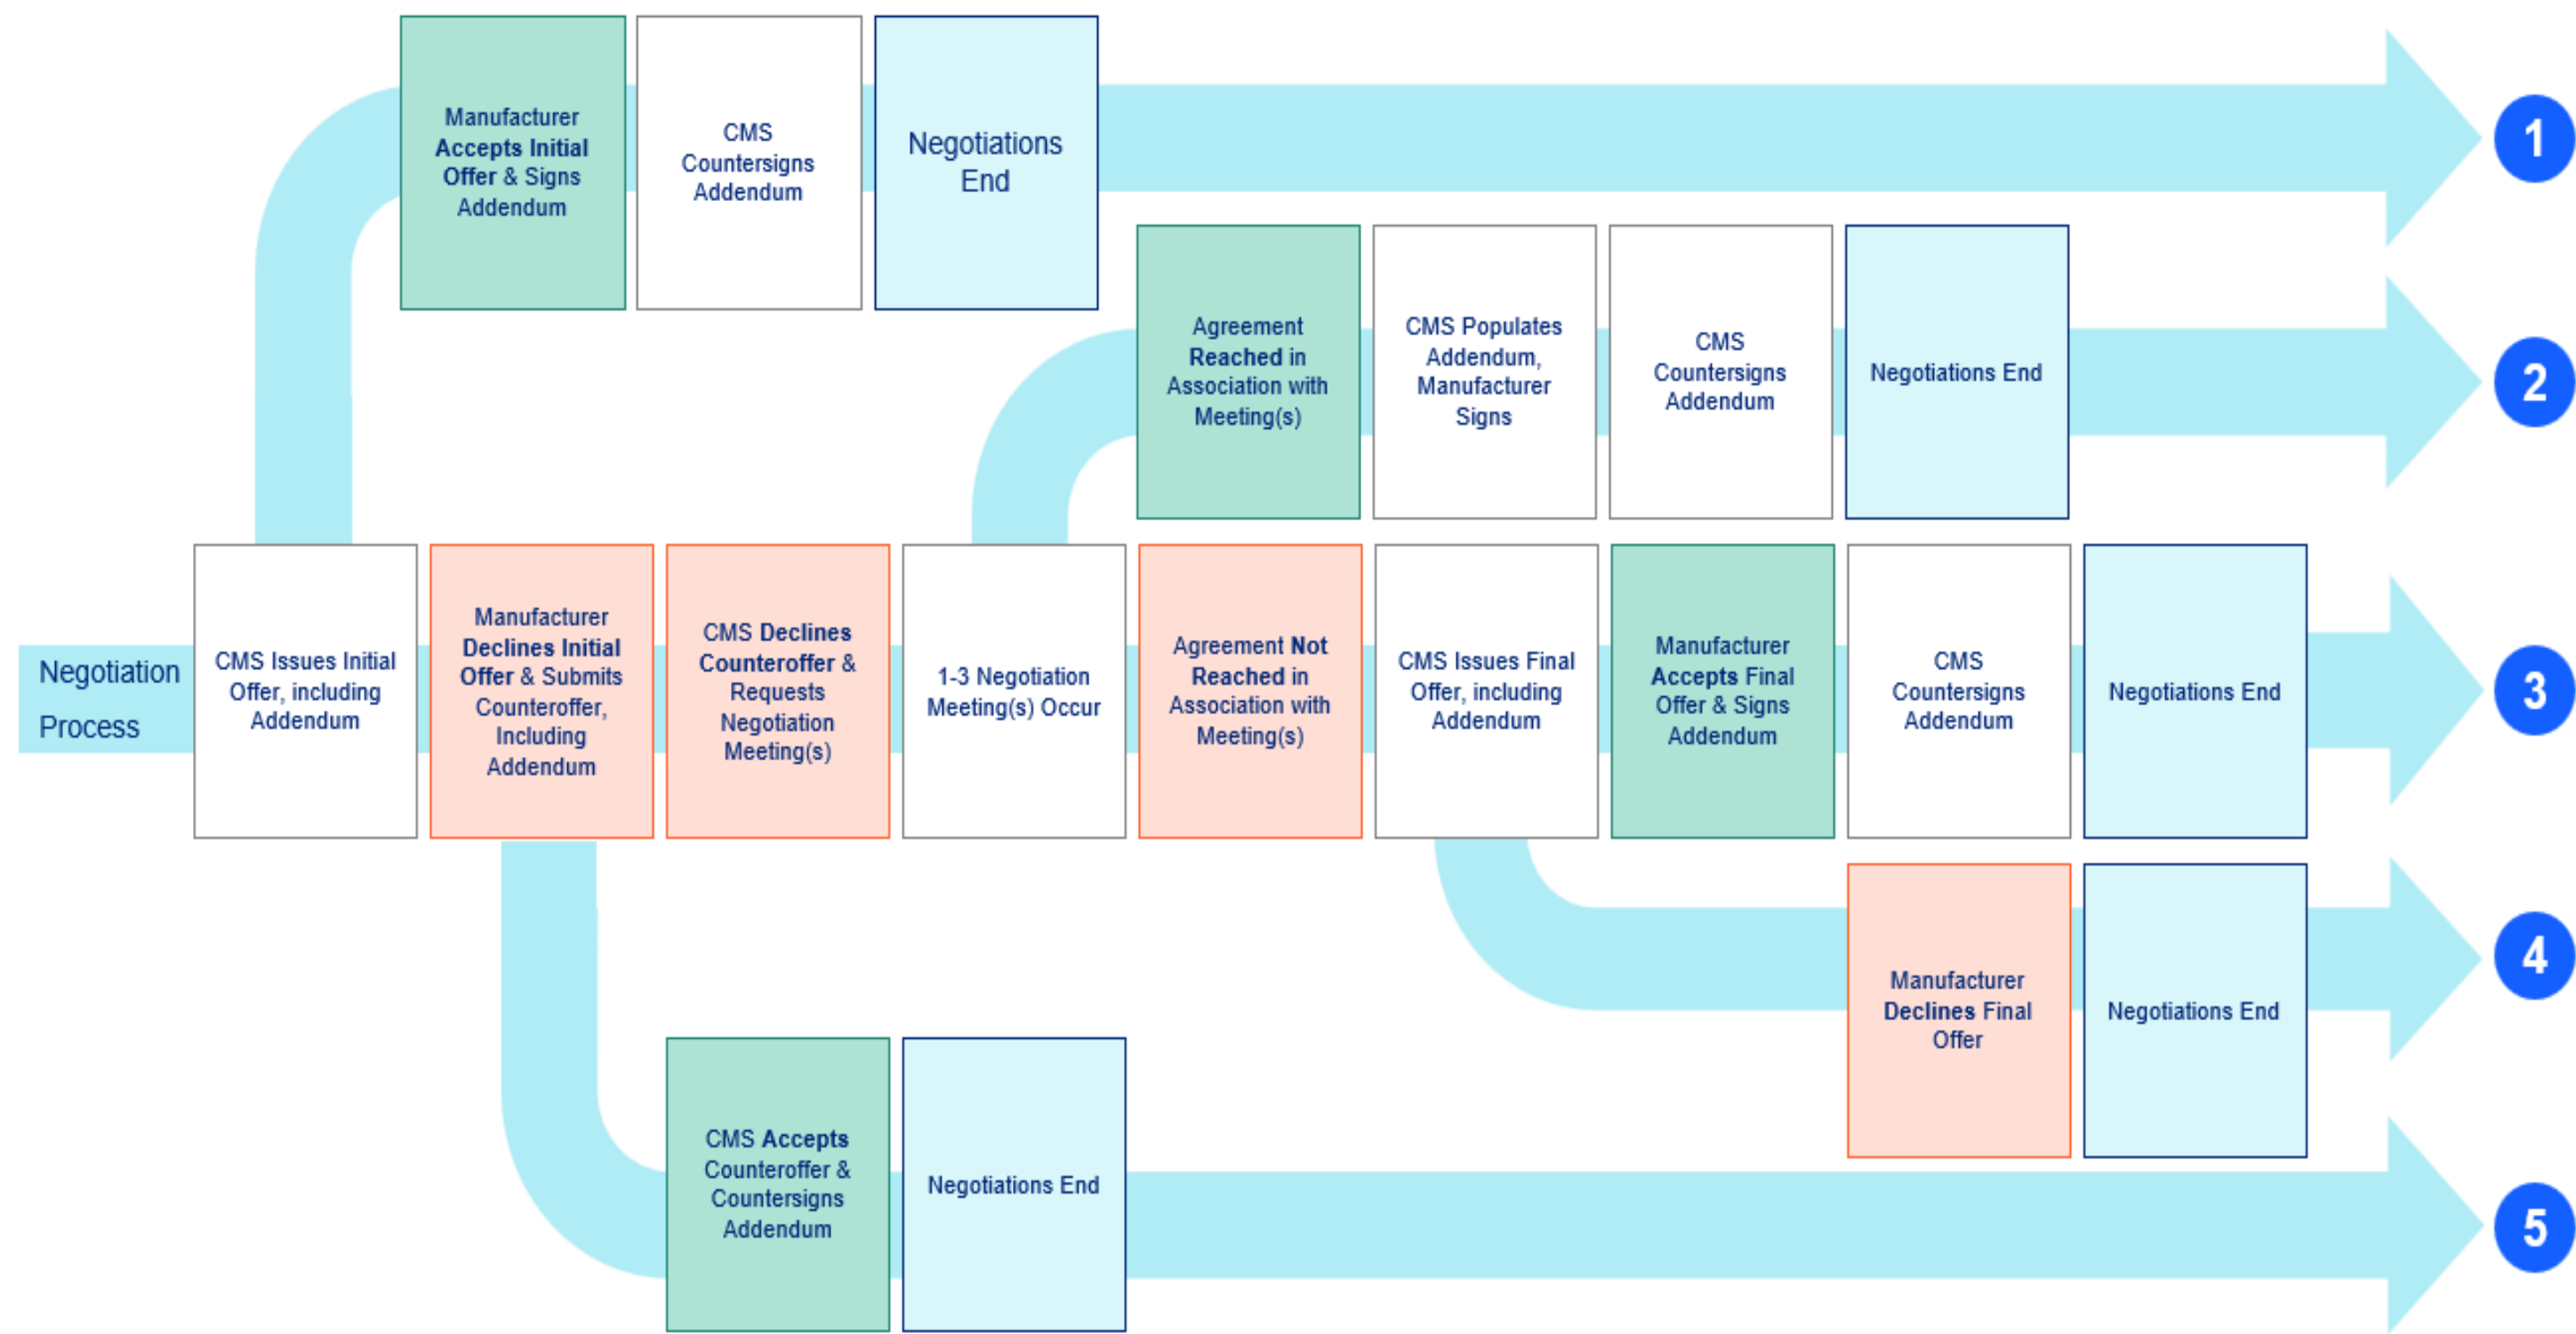 Manufacturer
Accepts Initial
Offer & Signs
Addendum
CMS
Countersigns
Addendum
Negotiations
End
1
Agreement
Reached in
Association with
Meeting(s)
CMS Populates
Addendum,
Manufacturer
Signs
CMS
Countersigns
Addendum
Negotiations End
2
Negotiation
Process
CMS Issues Initial
Offer, including
Addendum
Manufacturer
Declines Initial
Offer & Submits
Counteroffer,
Including
Addendum
CMS Declines
Counteroffer &
Requests
Negotiation
Meeting(s)
1-3 Negotiation
Meeting(s) Occur
Agreement Not
Reached in
Association with
Meeting(s)
CMS Issues Final
Offer, including
Addendum
Manufacturer
Accepts Final
Offer & Signs
Addendum
CMS
Countersigns
Addendum
Negotiations End
3
Manufacturer
Declines Final
Offer
Negotiations End
4
CMS Accepts
Counteroffer &
Countersigns
Addendum
Negotiations End
5